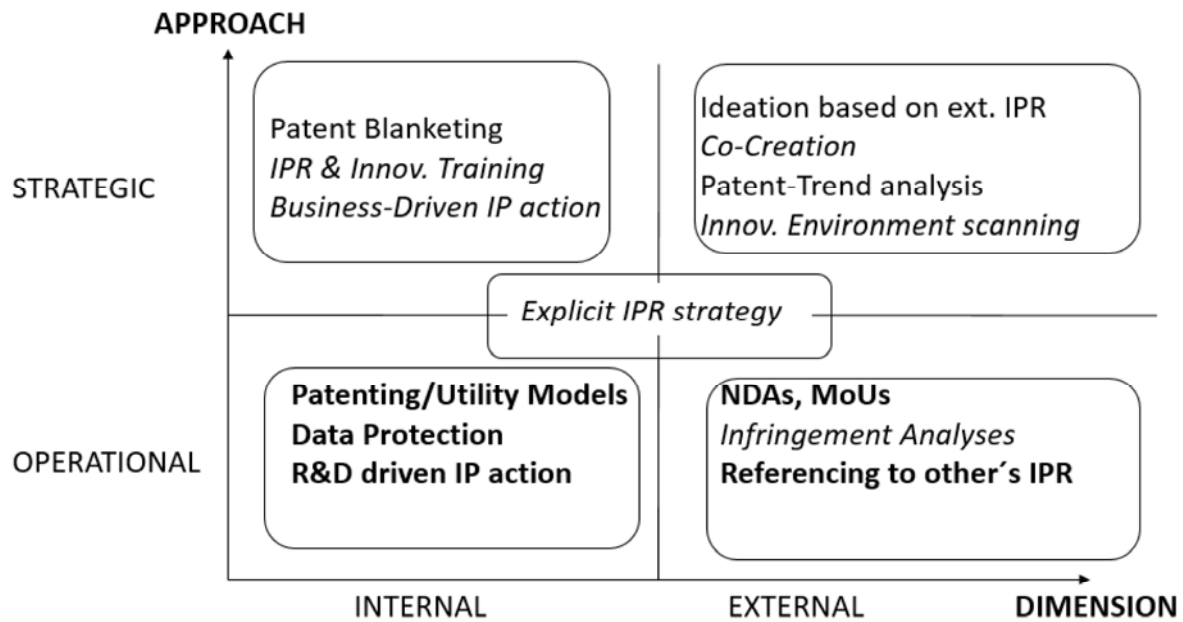 APPROACH
STRATEGIC
Patent Blanketing
IPR & Innov. Training
Business-Driven IP action
Ideation based on ext. IPR
Co-Creation
Patent-Trend analysis
Innov. Environment scanning
Explicit IPR strategy
OPERATIONAL
Patenting/Utility Models
Data Protection
R&D driven IP action
NDAs, MoUs
Infringement Analyses
Referencing to other´s IPR
INTERNAL
EXTERNAL
DIMENSION